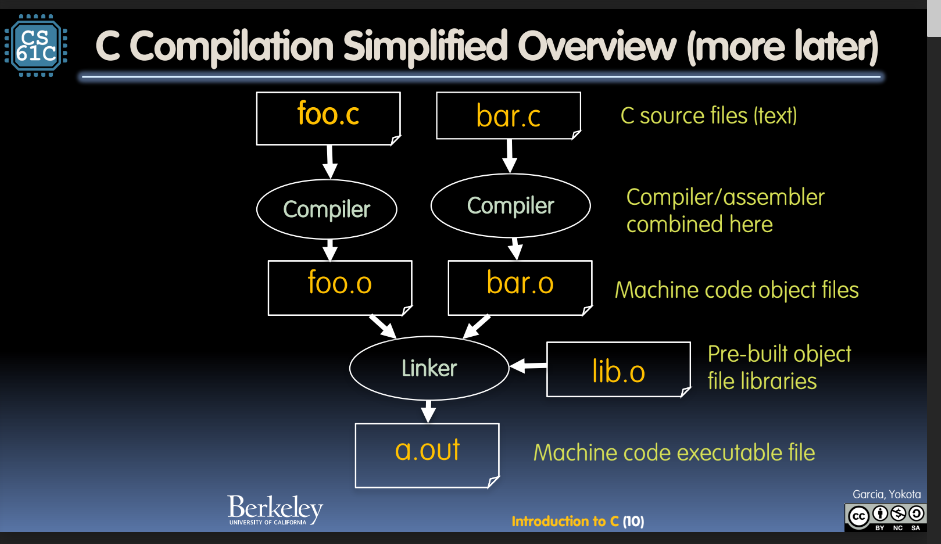 CS
61C
C Compilation Simplified Overview (more later)
foo.c
bar.c
C source files (text)
Compiler
Compiler
Compiler/assembler
combined here
foo.o
bar.o
Machine code object files
Linker
lib.o
Pre-built object
file libraries
a.out
Machine code executable file
Berkeley
UNIVERSITY OF CALIFORNIA
Introduction to C (10)
Garcia, Yokota
cc
BY NC SA